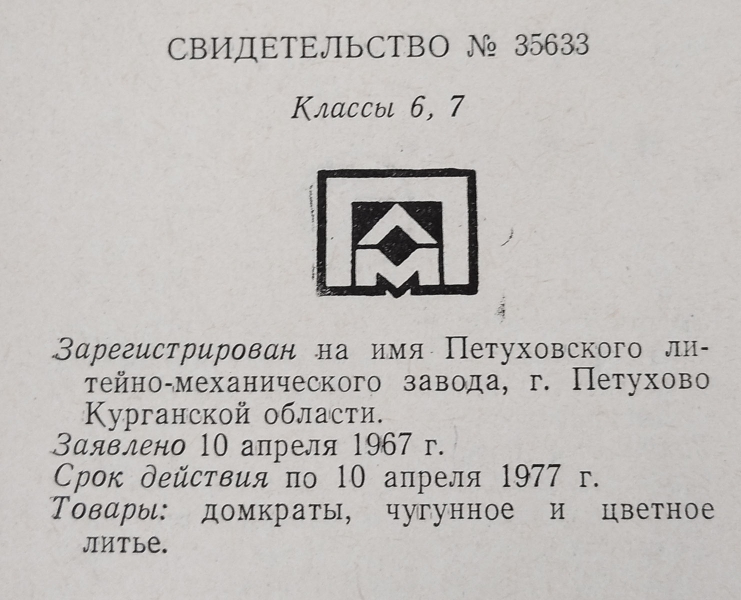 СВИДЕТЕЛЬСТВО № 35633
Классы 6, 7
ПЛМ
Зарегистрирован на имя Петуховского ли-
тейно-механического завода, г. Петухово
Курганской области.
Заявлено 10 апреля 1967 г.
Срок действия по 10 апреля 1977 г.
Товары: домкраты, чугунное и цветное
литье.